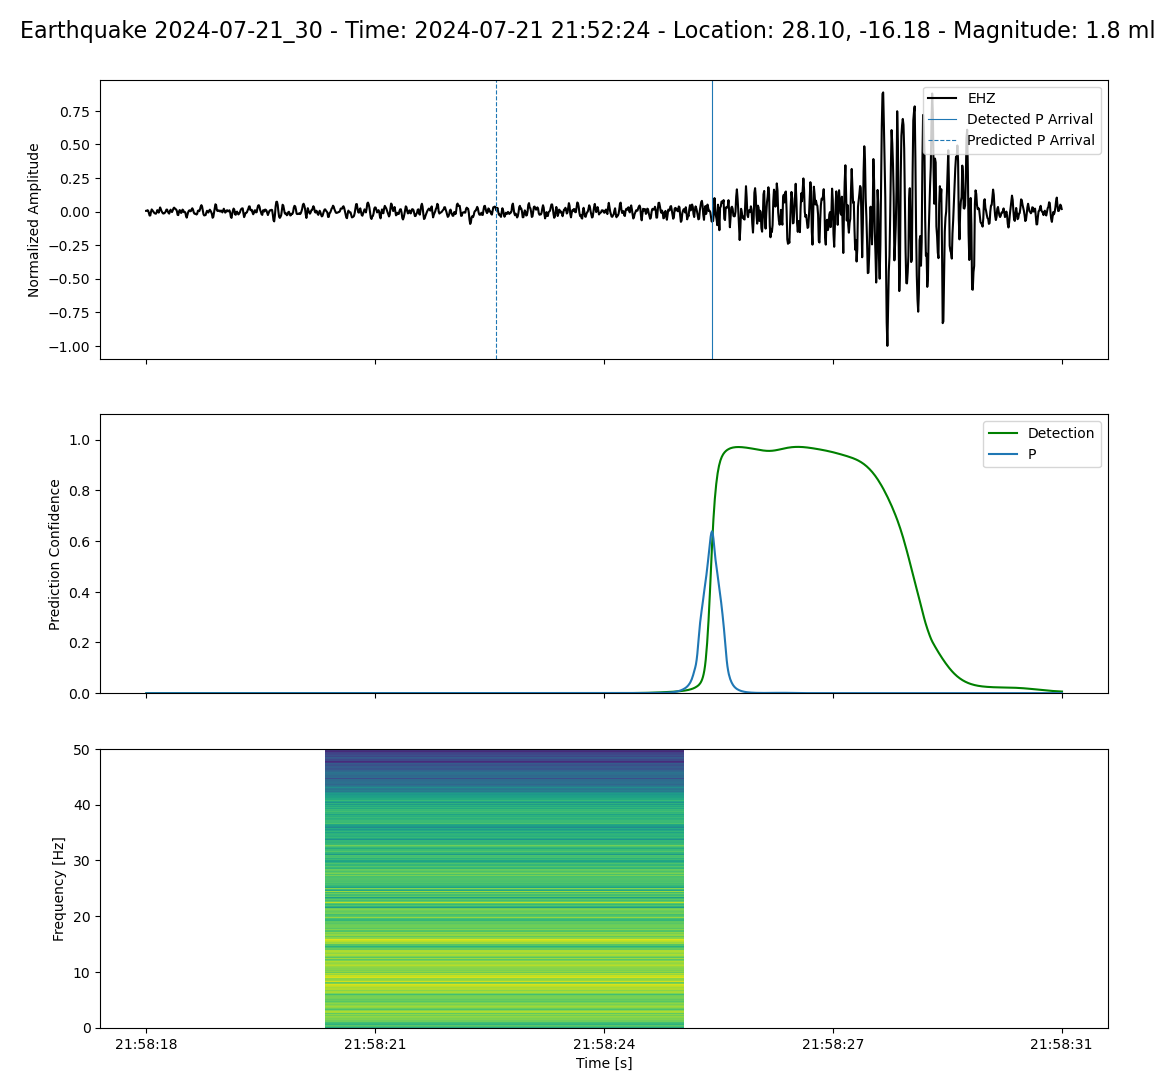 Earthquake 2024-07-21_30 - Time: 2024-07-21 21:52:24 - Location: 28.10, -16.18 - Magnitude: 1.8 ml
Normalized Amplitude
0.75
0.50
0.25
0.00
−0.25
−0.50
−0.75
−1.00
EHZ
Detected P Arrival
Predicted P Arrival
Prediction Confidence
1.0
0.8
0.6
0.4
0.2
0.0
Detection
P
Frequency [Hz]
50
40
30
20
10
0
21:58:18 21:58:21 21:58:24 21:58:27 21:58:31
Time [s]